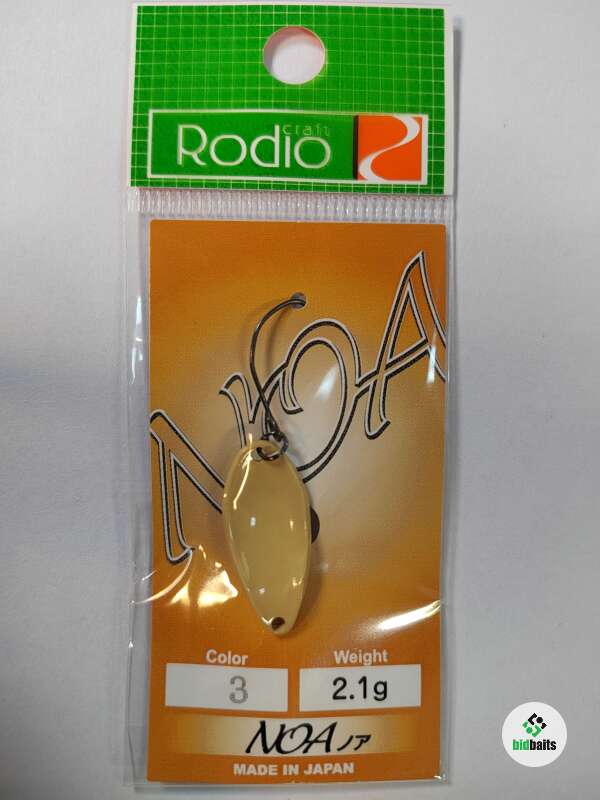 craft
Rodio
NOA
Color
Weight
3
2.1g
NOA ノア
MADE IN JAPAN
bidbaits